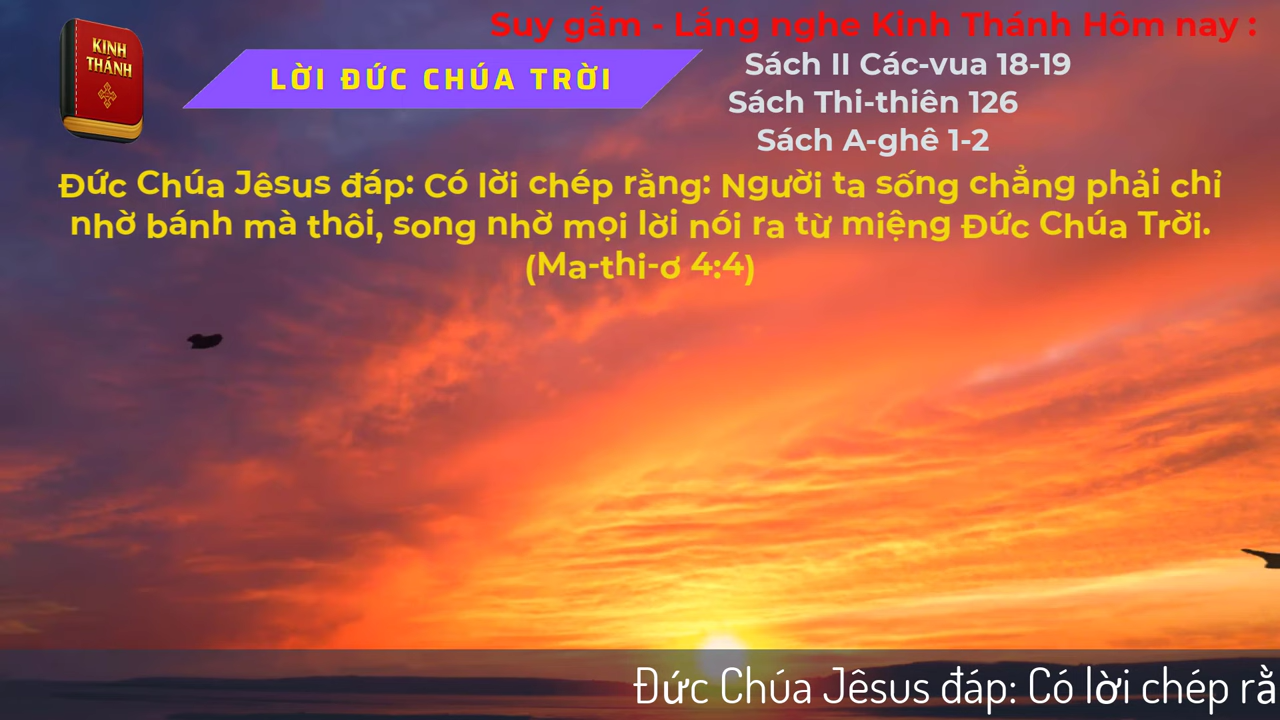 Suy gẫm - Lắng nghe Kinh Thánh Hôm nay :
KINH
THÁNH
LỜI ĐỨC CHÚA TRỜI
Sách II Các-vua 18-19
Sách Thi-thiên 126
Sách A-ghê 1-2
Đức Chúa Jêsus đáp: Có lời chép rằng: Người ta sống chẳng phải chỉ
nhờ bánh mà thôi, song nhờ mọi lời nói ra từ miệng Đức Chúa Trời.
(Ma-thi-ơ 4:4)
Đức Chúa Jêsus đáp: Có lời chép rằ